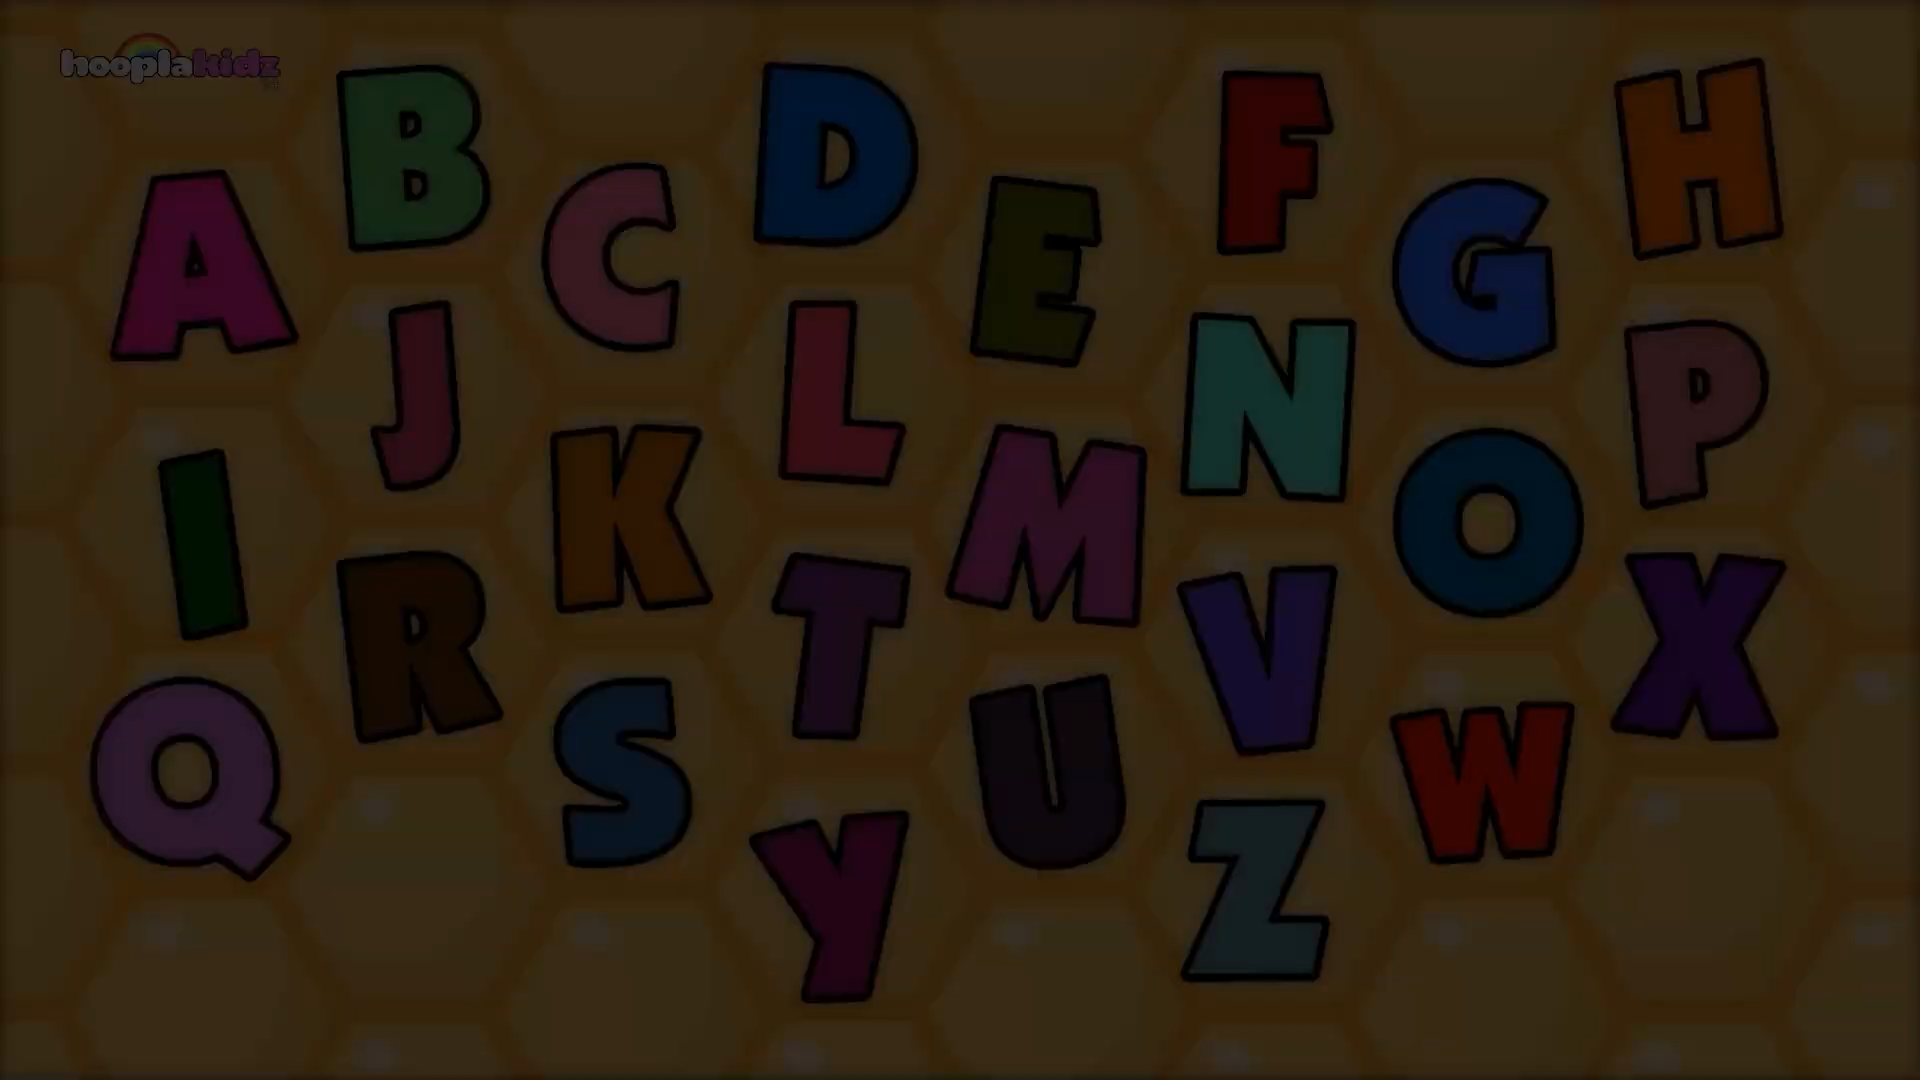 hooplakidz
A B C D E F G H
I J K L M N O P
Q R S T U V W X
Y Z